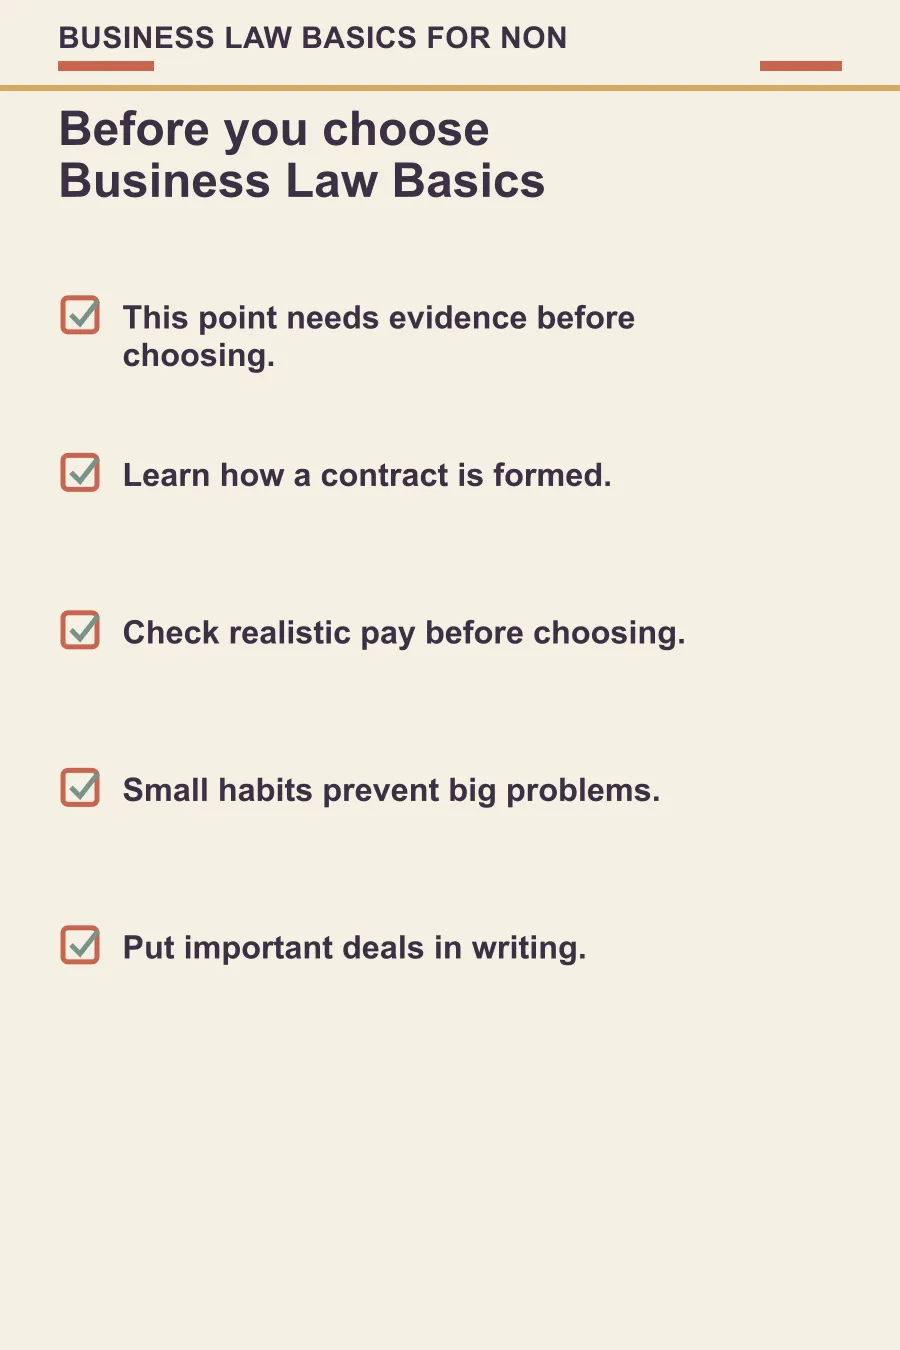 BUSINESS LAW BASICS FOR NON
Before you choose
Business Law Basics
This point needs evidence before
choosing.
Learn how a contract is formed.
Check realistic pay before choosing.
Small habits prevent big problems.
Put important deals in writing.